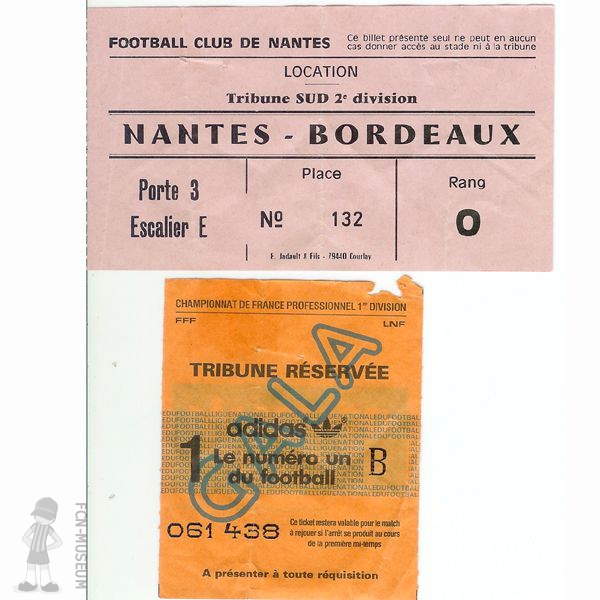 FOOTBALL CLUB DE NANTES
Ce billet présenté seul ne peut en aucun
cas donner accès au stade ni à la tribune
LOCATION
Tribune SUD 2e division
NANTES - BORDEAUX
Porte 3
Escalier E
Place
Nº 132
Rang
O
E. Jadault & Fils - 79440 Courlay
CHAMPIONNAT DE FRANCE PROFESSIONNEL 1re DIVISION
FFF LNF
TRIBUNE RÉSERVÉE
GALA
adidas
1 Le numéro un B
du football
061 438
Ce ticket restera valable pour le match
à rejouer si l'arrêt se produit au cours
de la première mi-temps
A présenter à toute réquisition
FCN-MUSEUM